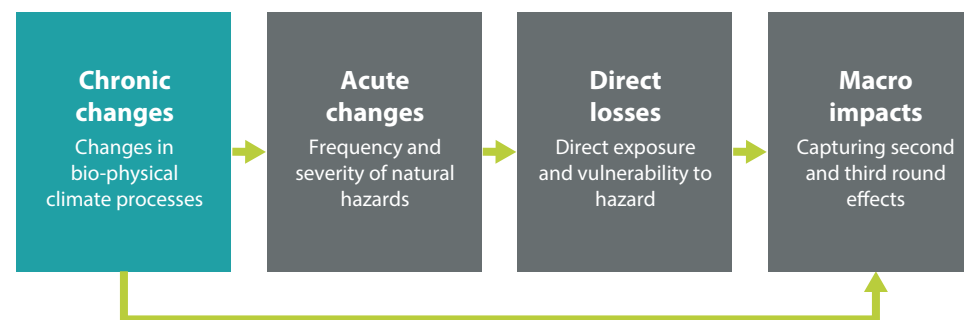 Chronic
changes
Changes in
bio-physical
climate processes
Acute
changes
Frequency and
severity of natural
hazards
Direct
losses
Direct exposure
and vulnerability to
hazard
Macro
impacts
Capturing second
and third round
effects